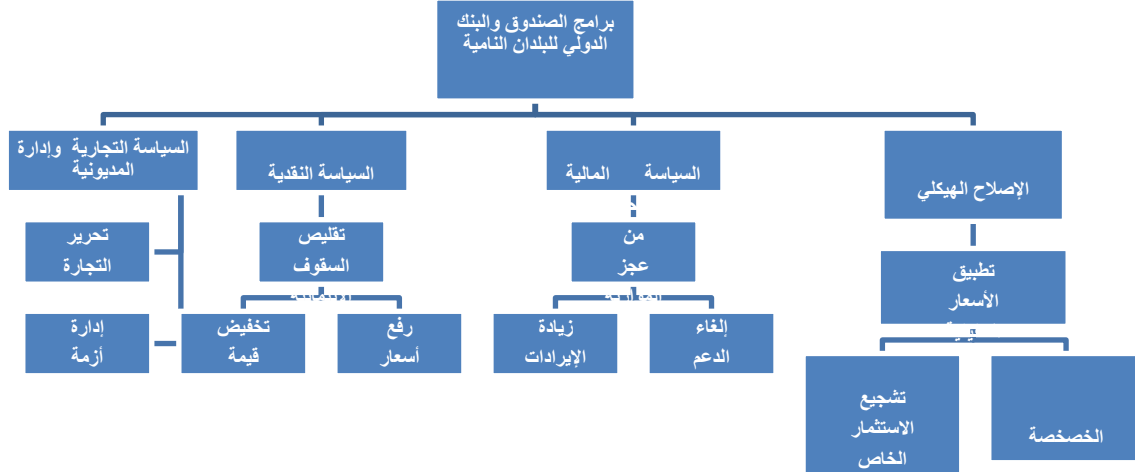 برامج الصندوق والبنك
الدولي للبلدان النامية
الإصلاح الهيكلي
السياسة المالية
السياسة النقدية
السياسة التجارية وإدارة
المديونية
تطبيق
الأسعار
من
عجز
تقليص
السقوف
تحرير
التجارة
الخصخصة
تشجيع
الاستثمار
الخاص
إلغاء
الدعم
زيادة
الإيرادات
رفع
أسعار
تخفيض
قيمة
إدارة
أزمة